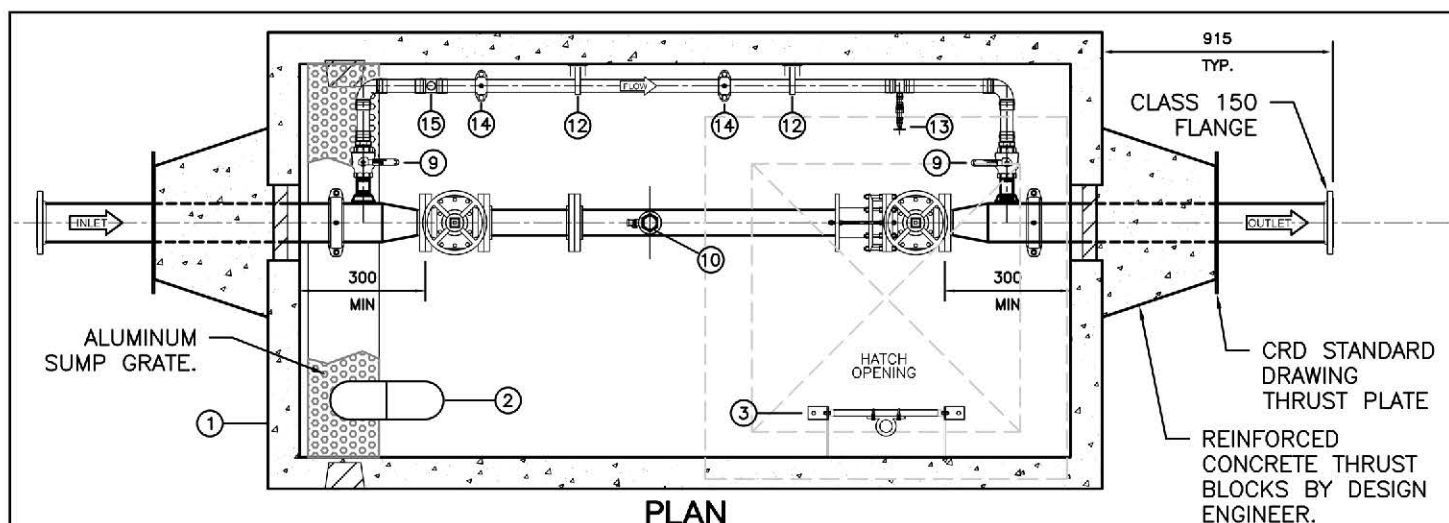 915
TYP.
CLASS 150
FLANGE
FLOW
15
14
12
14
12
13
9
9
INLET
OUTLET
10
300
MIN
300
MIN
ALUMINUM
SUMP GRATE.
HATCH
OPENING
CRD STANDARD
DRAWING
THRUST PLATE
1
2
3
REINFORCED
CONCRETE THRUST
BLOCKS BY DESIGN
ENGINEER.
PLAN